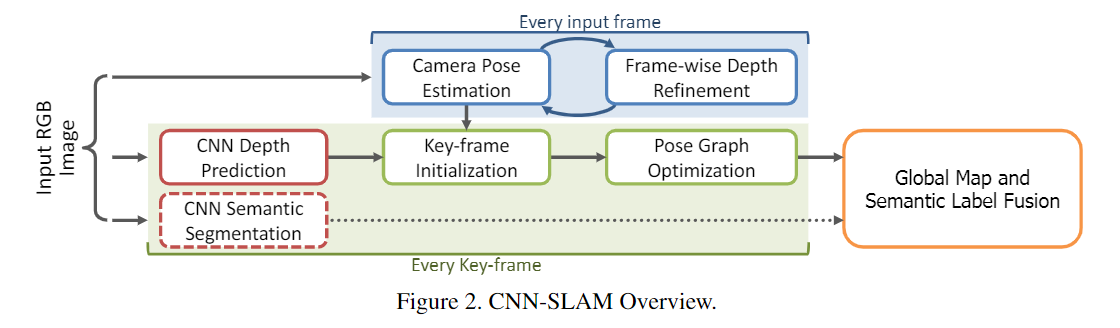 Every input frame
Input RGB
Image
Camera Pose
Estimation
Frame-wise Depth
Refinement
CNN Depth
Prediction
Key-frame
Initialization
Pose Graph
Optimization
Global Map and
Semantic Label Fusion
CNN Semantic
Segmentation
Every Key-frame
Figure 2. CNN-SLAM Overview.